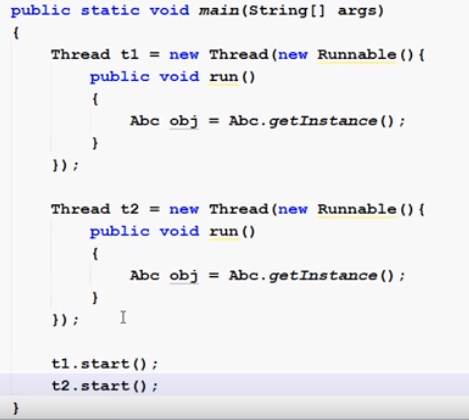 public static void main(String[] args)
{
Thread t1 = new Thread(new Runnable(){
public void run()
{
Abc obj = Abc.getInstance();
}
});
Thread t2 = new Thread(new Runnable(){
public void run()
{
Abc obj = Abc.getInstance();
}
});
t1.start();
t2.start();
}